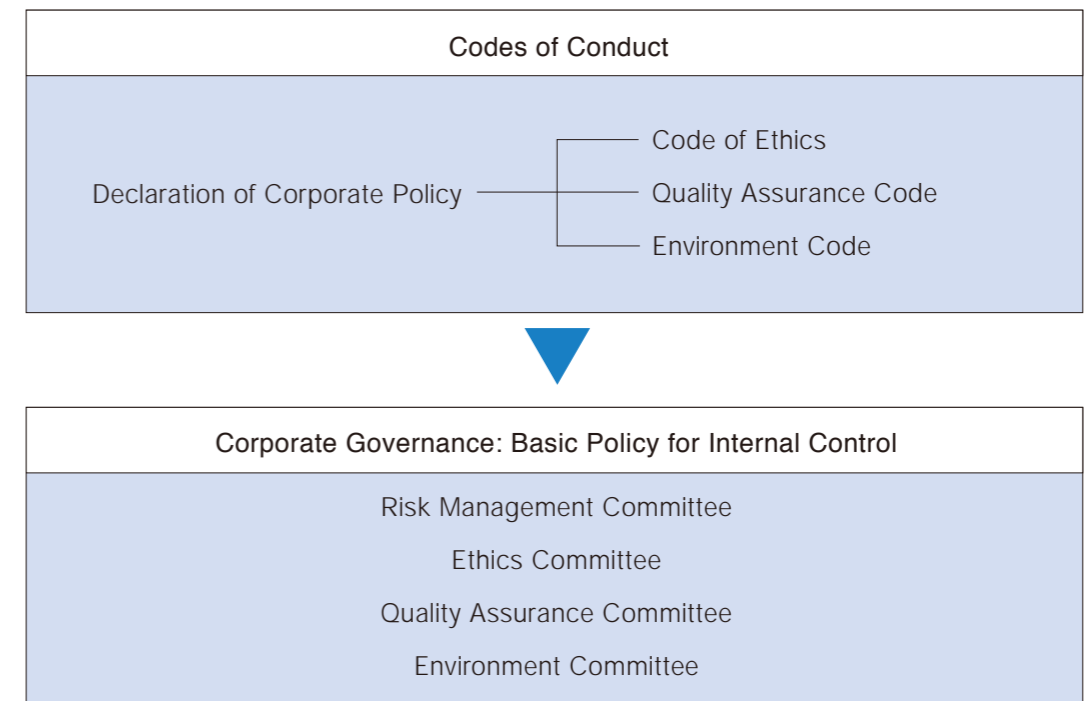 Codes of Conduct
Code of Ethics
Declaration of Corporate Policy
Quality Assurance Code
Environment Code
Corporate Governance: Basic Policy for Internal Control
Risk Management Committee
Ethics Committee
Quality Assurance Committee
Environment Committee